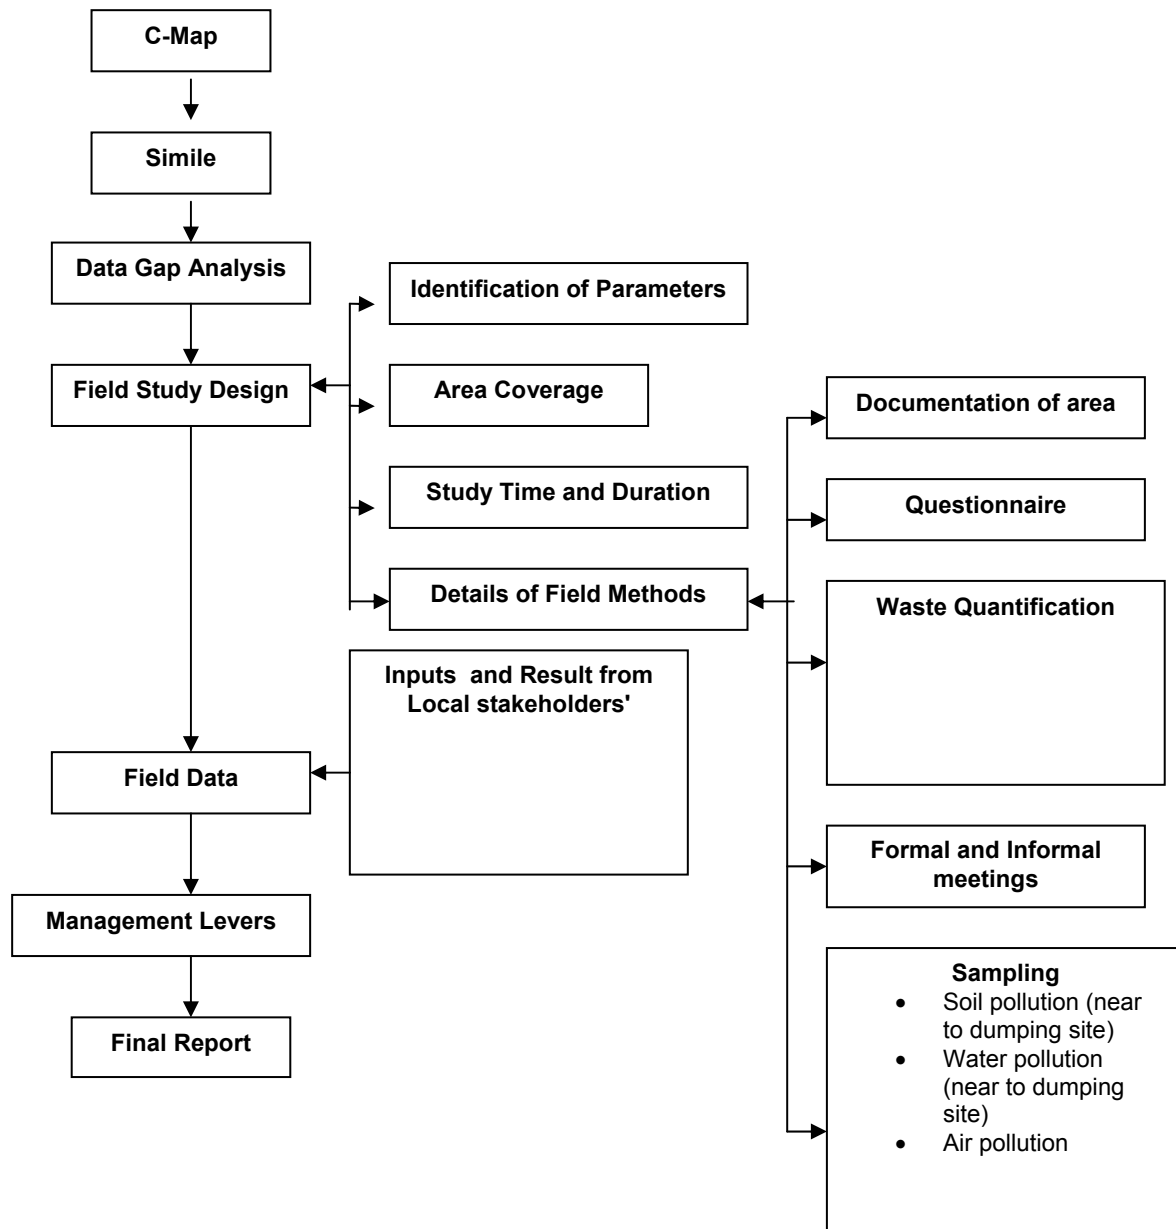 C-Map
Simile
Data Gap Analysis
Field Study Design
Identification of Parameters
Area Coverage
Study Time and Duration
Details of Field Methods
Documentation of area
Questionnaire
Waste Quantification
Formal and Informal
meetings
Sampling
• Soil pollution (near
to dumping site)
• Water pollution
(near to dumping
site)
• Air pollution
Inputs and Result from
Local stakeholders'
Field Data
Management Levers
Final Report